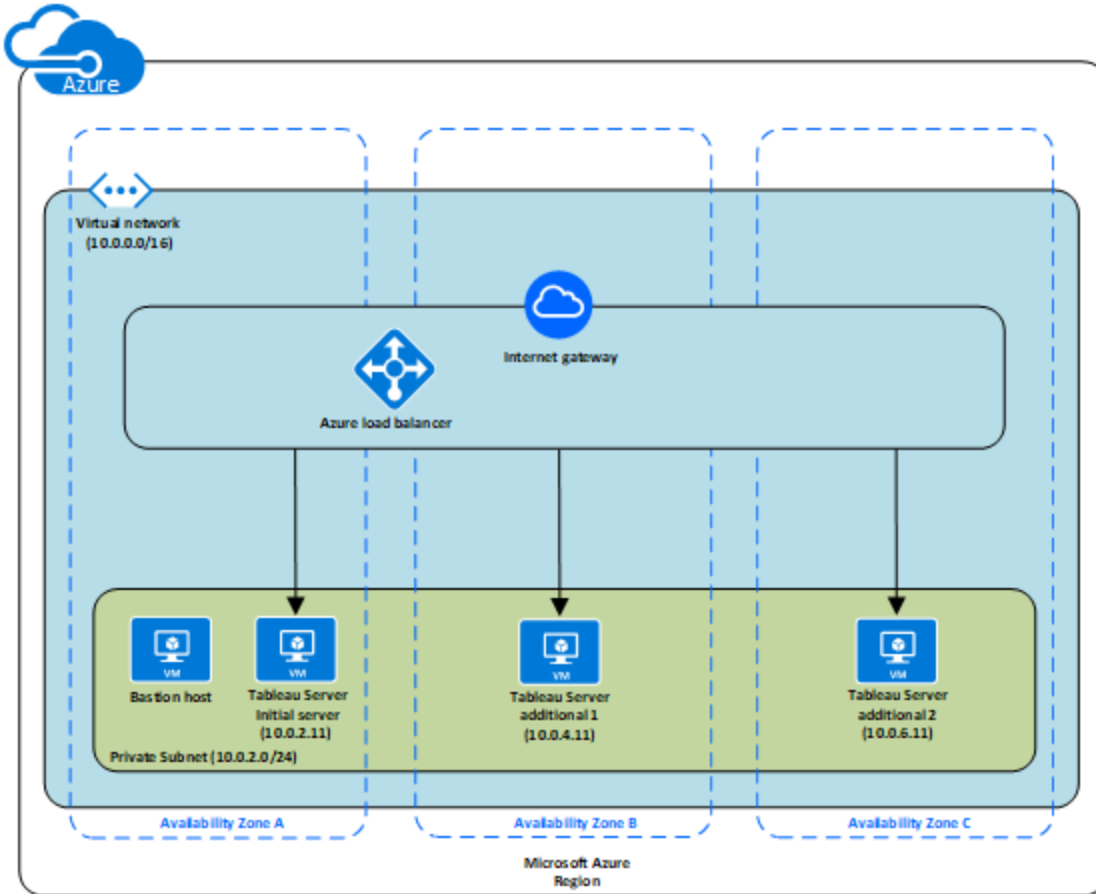 Azure
Virtual network
(10.0.0.0/16)
Internet gateway
Azure load balancer
VM
Bastion host
VM
Tableau Server
Initial server
(10.0.2.11)
VM
Tableau Server
additional 1
(10.0.4.11)
VM
Tableau Server
additional 2
(10.0.6.11)
Private Subnet (10.0.2.0/24)
Availability Zone A
Availability Zone B
Availability Zone C
Microsoft Azure
Region